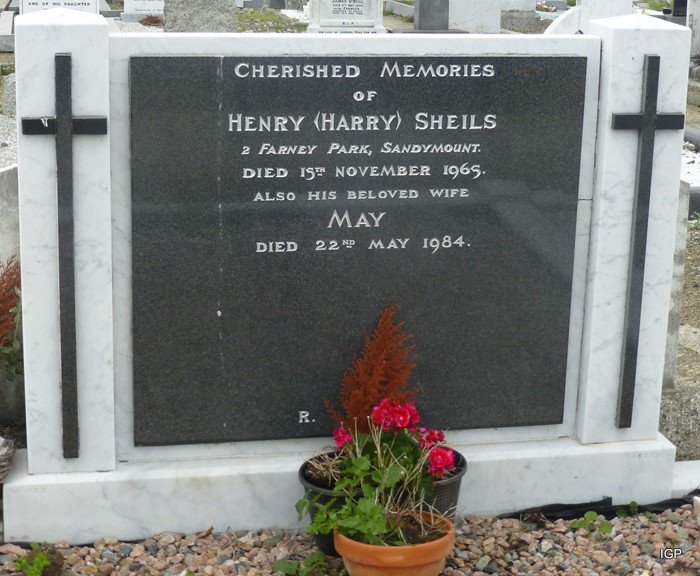 CHERISHED MEMORIES
OF
HENRY (HARRY) SHEILS
2 FARNEY PARK, SANDYMOUNT.
DIED 15TH NOVEMBER 1965.
ALSO HIS BELOVED WIFE
MAY
DIED 22ND MAY 1984.
R.
IGP